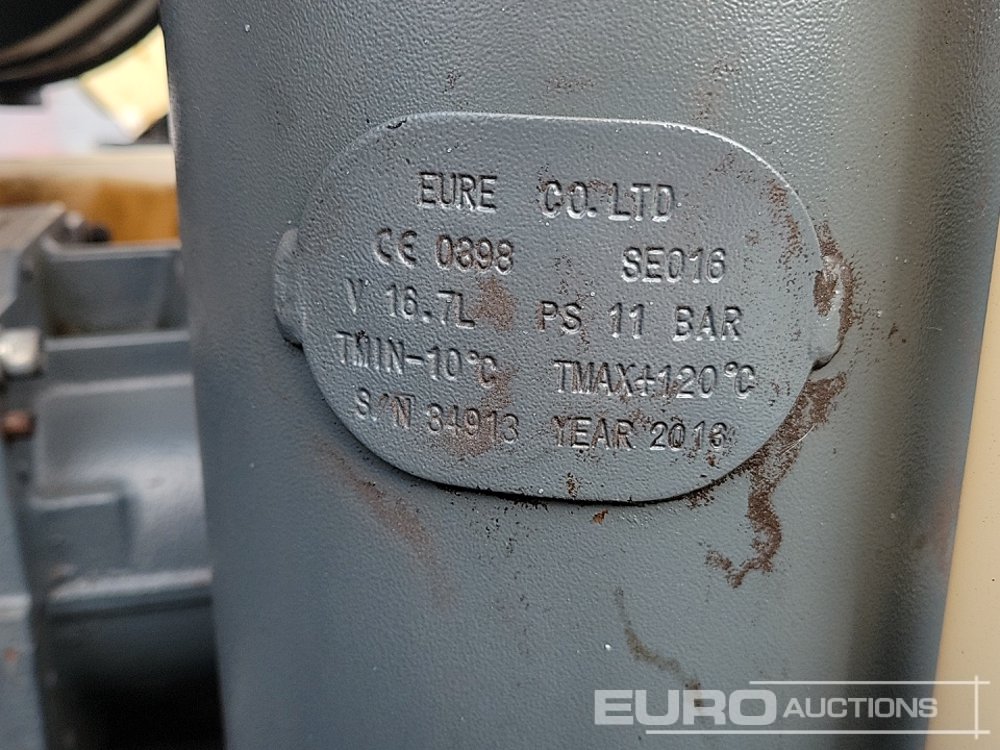 EURE CO. LTD
CE 0398 SE016
V 16.7L PS 11 BAR
TMIN-10°C TMAX+120°C
S/N 34913 YEAR 2016
EURO AUCTIONS